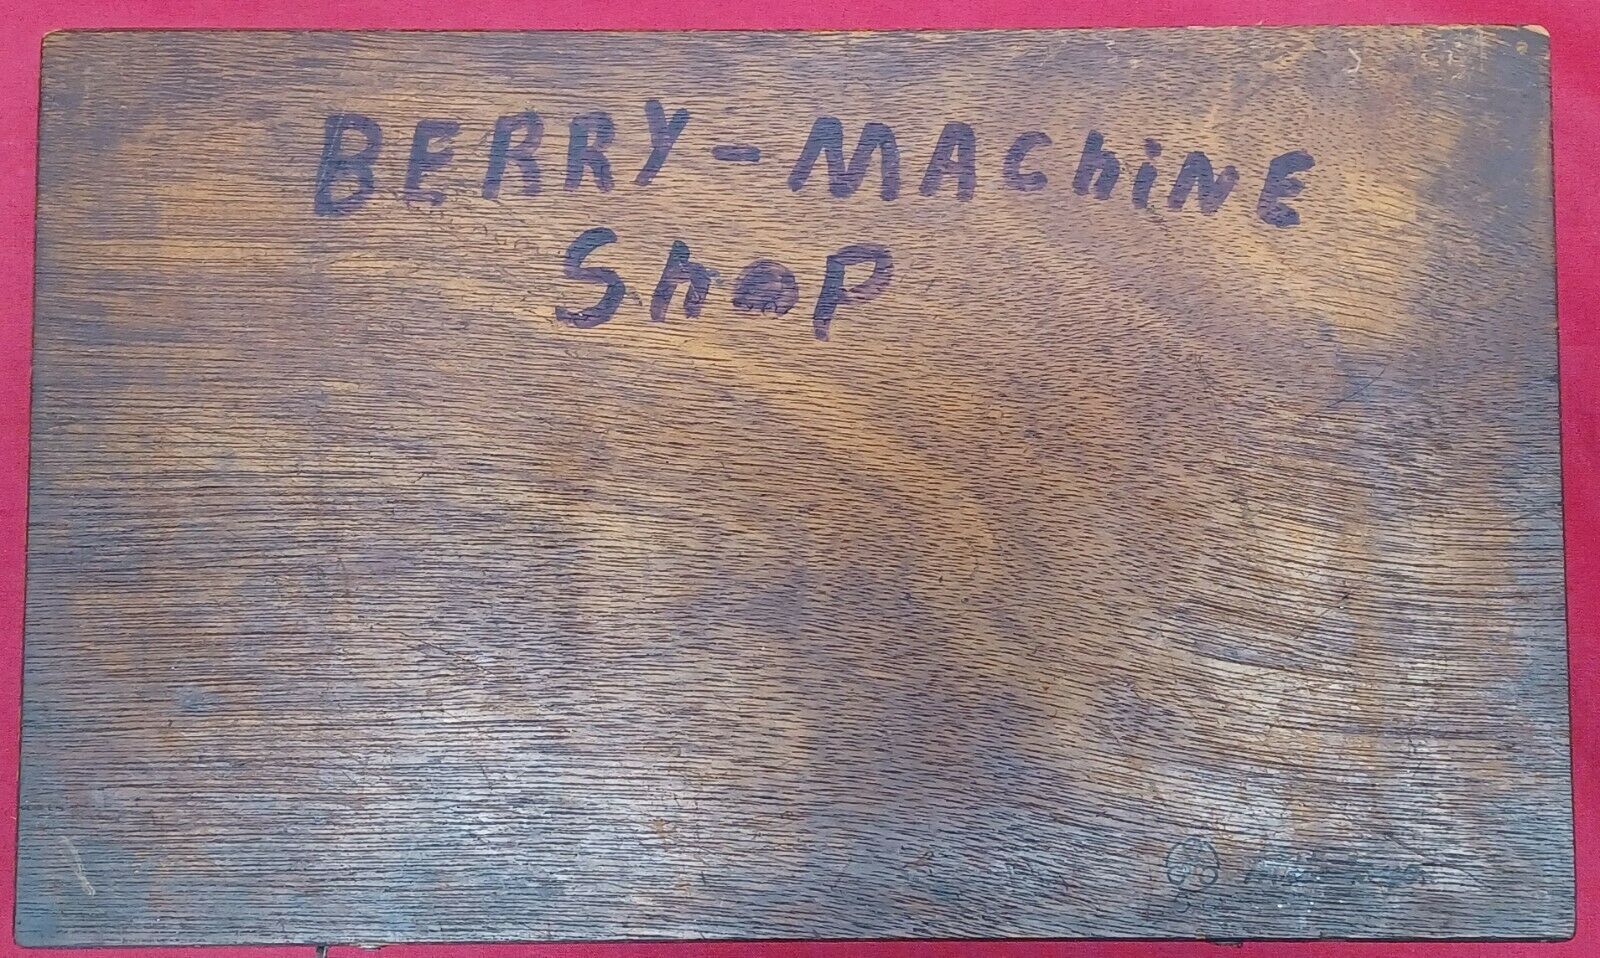 BERRY - MAChiNE
Shop